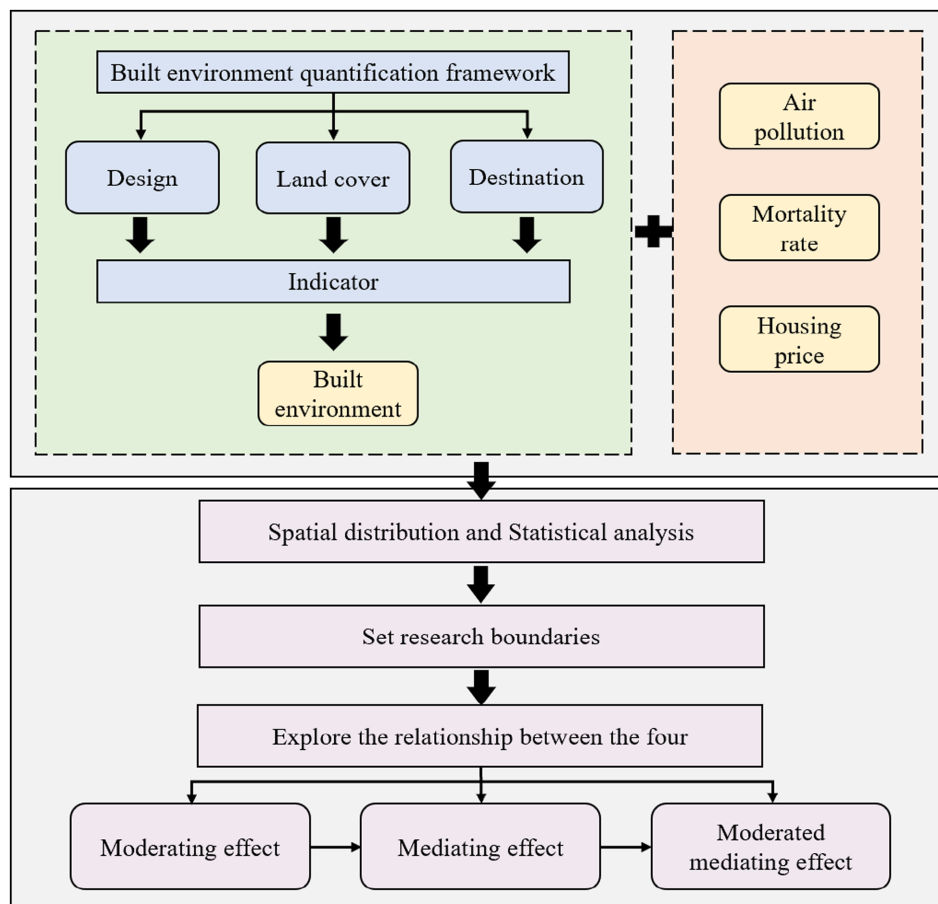 Built environment quantification framework
Design
Land cover
Destination
Indicator
Built
environment
Air
pollution
Mortality
rate
Housing
price
Spatial distribution and Statistical analysis
Set research boundaries
Explore the relationship between the four
Moderating effect
Mediating effect
Moderated
mediating effect